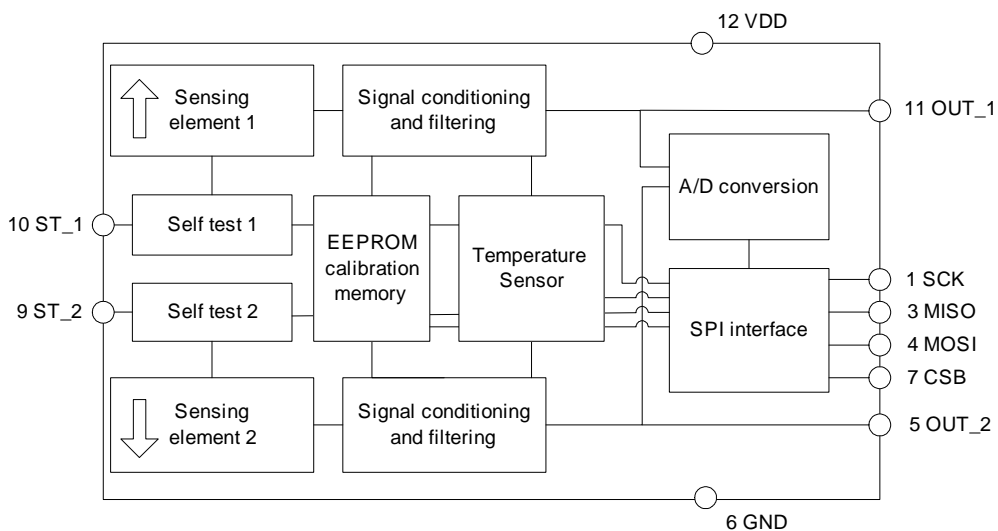 12 VDD
Sensing
element 1
Signal conditioning
and filtering
11 OUT_1
A/D conversion
10 ST_1
Self test 1
EEPROM
calibration
memory
Temperature
Sensor
9 ST_2
Self test 2
SPI interface
1 SCK
3 MISO
4 MOSI
7 CSB
Sensing
element 2
Signal conditioning
and filtering
5 OUT_2
6 GND